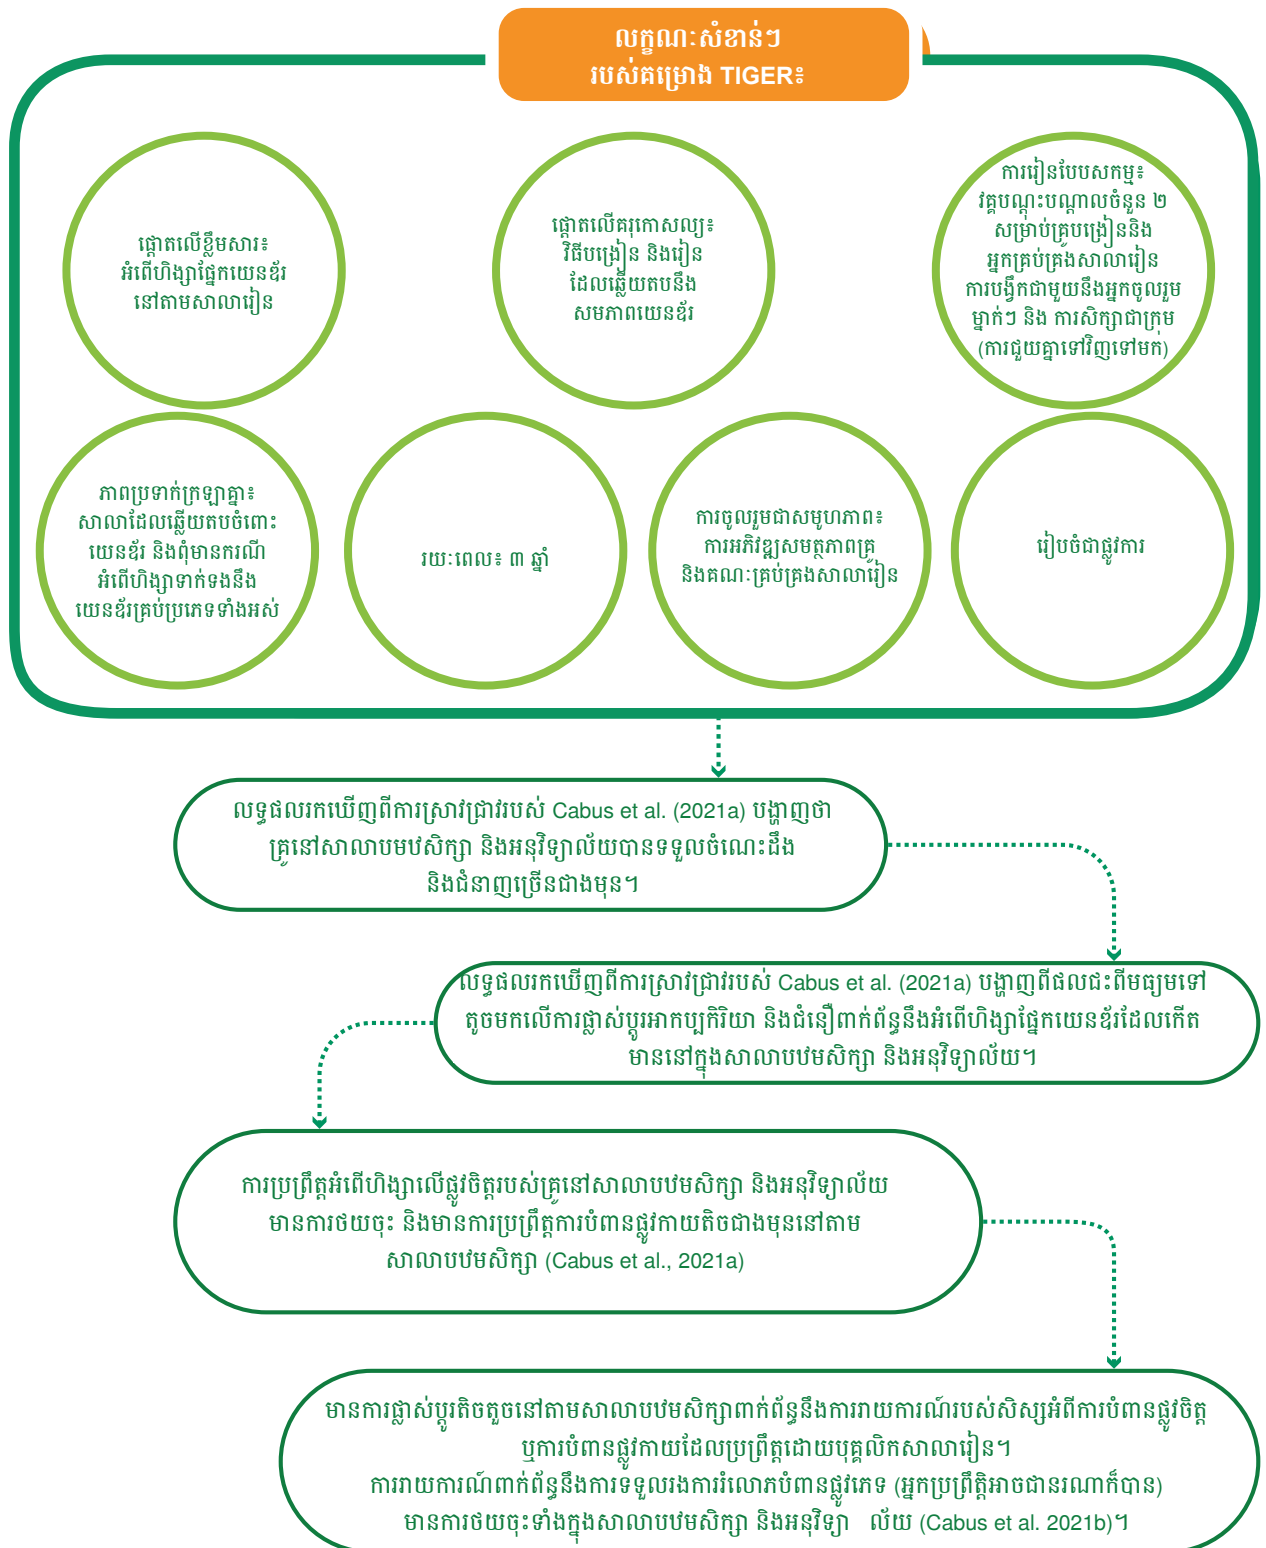 លក្ខណៈសំខាន់ៗ
របស់គម្រោង TIGER៖
ផ្តោតលើខ្លឹមសារ៖
អំពើហិង្សាផ្នែកយេនឌ័រ
នៅតាមសាលារៀន
ផ្តោតលើគរុកោសល្យ៖
វិធីបង្រៀន និងរៀន
ដែលឆ្លើយតបនឹង
សមភាពយេនឌ័រ
ការរៀនបែបសកម្ម៖
វគ្គបណ្តុះបណ្តាលចំនួន ២
សម្រាប់គ្រូបង្រៀននិង
អ្នកគ្រប់គ្រងសាលារៀន
ការបង្វឹកជាមួយនឹងអ្នកចូលរួម
ម្នាក់ៗ និង ការសិក្សាជាក្រុម
(ការជួយគ្នាទៅវិញទៅមក)
ភាពប្រទាក់ក្រឡាគ្នា៖
សាលាដែលឆ្លើយតបចំពោះ
យេនឌ័រ និងពុំមានករណី
អំពើហិង្សាទាក់ទងនឹង
យេនឌ័រគ្រប់ប្រភេទទាំងអស់
រយៈពេល៖ ៣ ឆ្នាំ
ការចូលរួមជាសមូហភាព៖
ការអភិវឌ្ឍសមត្ថភាពគ្រូ
និងគណៈគ្រប់គ្រងសាលារៀន
រៀបចំជាផ្លូវការ
លទ្ធផលរកឃើញពីការស្រាវជ្រាវរបស់ Cabus et al. (2021a) បង្ហាញថា
គ្រូនៅសាលាបមឋសិក្សា និងអនុវិទ្យាល័យបានទទួលចំណេះដឹង
និងជំនាញច្រើនជាងមុន។
លទ្ធផលរកឃើញពីការស្រាវជ្រាវរបស់ Cabus et al. (2021a) បង្ហាញពីផលជះពីមធ្យមទៅ
តូចមកលើការផ្លាស់ប្តូរអាកប្បកិរិយា និងជំនឿពាក់ព័ន្ធនឹងអំពើហិង្សាផ្នែកយេនឌ័រដែលកើត
មាននៅក្នុងសាលាបឋមសិក្សា និងអនុវិទ្យាល័យ។
ការប្រព្រឹត្តអំពើហិង្សាលើផ្លូវចិត្តរបស់គ្រូនៅសាលាបឋមសិក្សា និងអនុវិទ្យាល័យ
មានការថយចុះ និងមានការប្រព្រឹត្តការបំពានផ្លូវកាយតិចជាងមុននៅតាម
សាលាបឋមសិក្សា (Cabus et al., 2021a)
មានការផ្លាស់ប្តូរតិចតួចនៅតាមសាលាបឋមសិក្សាពាក់ព័ន្ធនឹងការរាយការណ៍របស់សិស្សអំពីការបំពានផ្លូវចិត្ត
ឬការបំពានផ្លូវកាយដែលប្រព្រឹត្តដោយបុគ្គលិកសាលារៀន។
ការរាយការណ៍ពាក់ព័ន្ធនឹងការទទួលរងការរំលោភបំពានផ្លូវភេទ (អ្នកប្រព្រឹត្តិអាចជានរណាក៏បាន)
មានការថយចុះទាំងក្នុងសាលាបឋមសិក្សា និងអនុវិទ្យា ល័យ (Cabus et al. 2021b)។